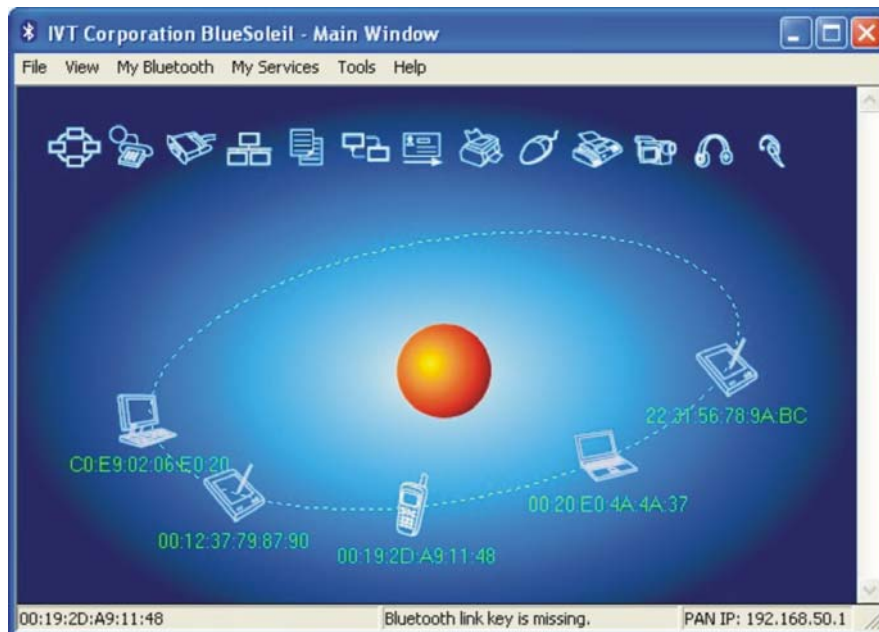 IVT Corporation BlueSoleil - Main Window
File View My Bluetooth My Services Tools Help
22:31:56:78:9A:BC
C0:E9:02:06:E0:20
00:20:E0:4A:4A:37
00:12:37:79:87:90
00:19:2D:A9:11:48
00:19:2D:A9:11:48 Bluetooth link key is missing. PAN IP: 192.168.50.1